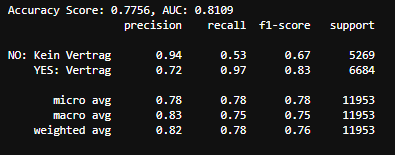 Accuracy Score: 0.7756, AUC: 0.8109
precision recall f1-score support
NO: Kein Vertrag 0.94 0.53 0.67 5269
YES: Vertrag 0.72 0.97 0.83 6684
micro avg 0.78 0.78 0.78 11953
macro avg 0.83 0.75 0.75 11953
weighted avg 0.82 0.78 0.76 11953